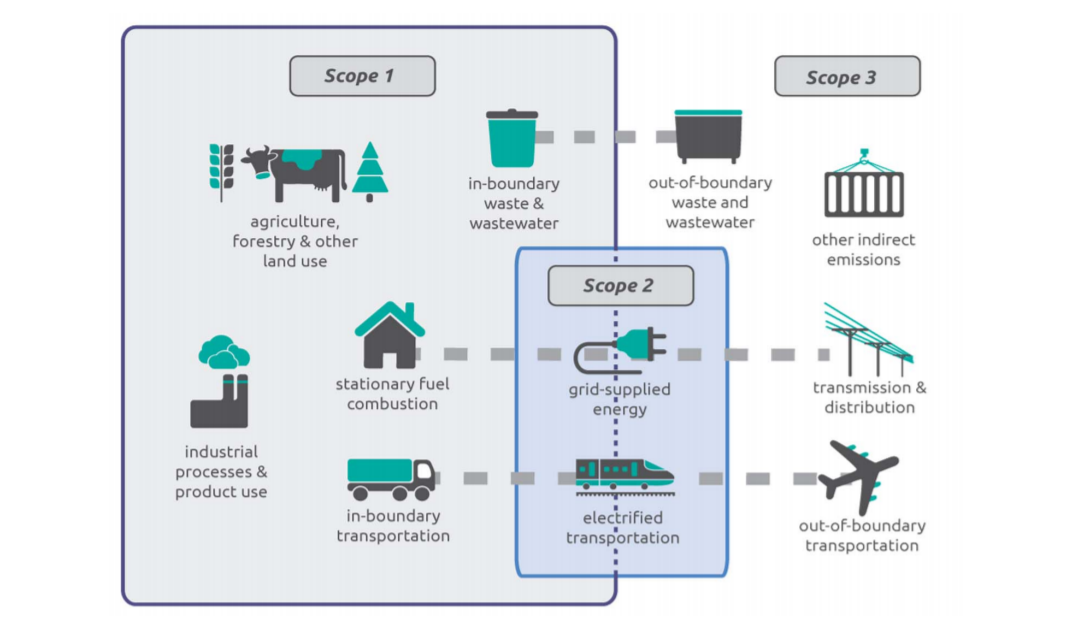 Scope 1
Scope 3
in-boundary
waste &
wastewater
out-of-boundary
waste and
wastewater
agriculture,
forestry & other
land use
other indirect
emissions
Scope 2
stationary fuel
combustion
grid-supplied
energy
transmission &
distribution
industrial
processes &
product use
in-boundary
transportation
electrified
transportation
out-of-boundary
transportation